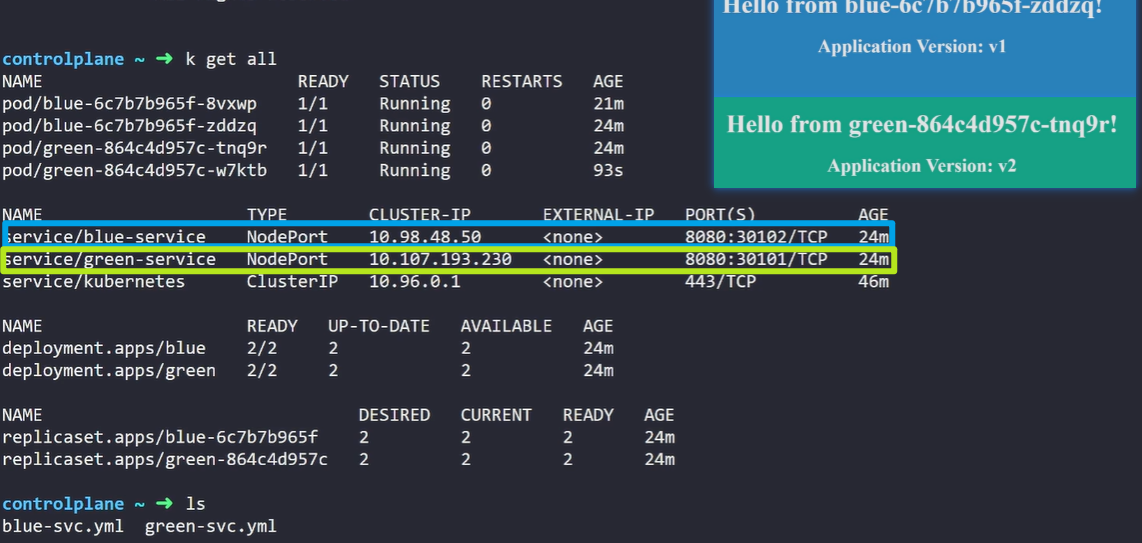 Hello from blue-6c7b7b965f-zddzq!
Application Version: v1
Hello from green-864c4d957c-tnq9r!
Application Version: v2
controlplane ~ ➜ k get all
NAME READY STATUS RESTARTS AGE
pod/blue-6c7b7b965f-8vxwp 1/1 Running 0 21m
pod/blue-6c7b7b965f-zddzq 1/1 Running 0 24m
pod/green-864c4d957c-tnq9r 1/1 Running 0 24m
pod/green-864c4d957c-w7ktb 1/1 Running 0 93s
NAME TYPE CLUSTER-IP EXTERNAL-IP PORT(S) AGE
service/blue-service NodePort 10.98.48.50 <none> 8080:30102/TCP 24m
service/green-service NodePort 10.107.193.230 <none> 8080:30101/TCP 24m
service/kubernetes ClusterIP 10.96.0.1 <none> 443/TCP 46m
NAME READY UP-TO-DATE AVAILABLE AGE
deployment.apps/blue 2/2 2 2 24m
deployment.apps/green 2/2 2 2 24m
NAME DESIRED CURRENT READY AGE
replicaset.apps/blue-6c7b7b965f 2 2 2 24m
replicaset.apps/green-864c4d957c 2 2 2 24m
controlplane ~ ➜ ls
blue-svc.yml green-svc.yml